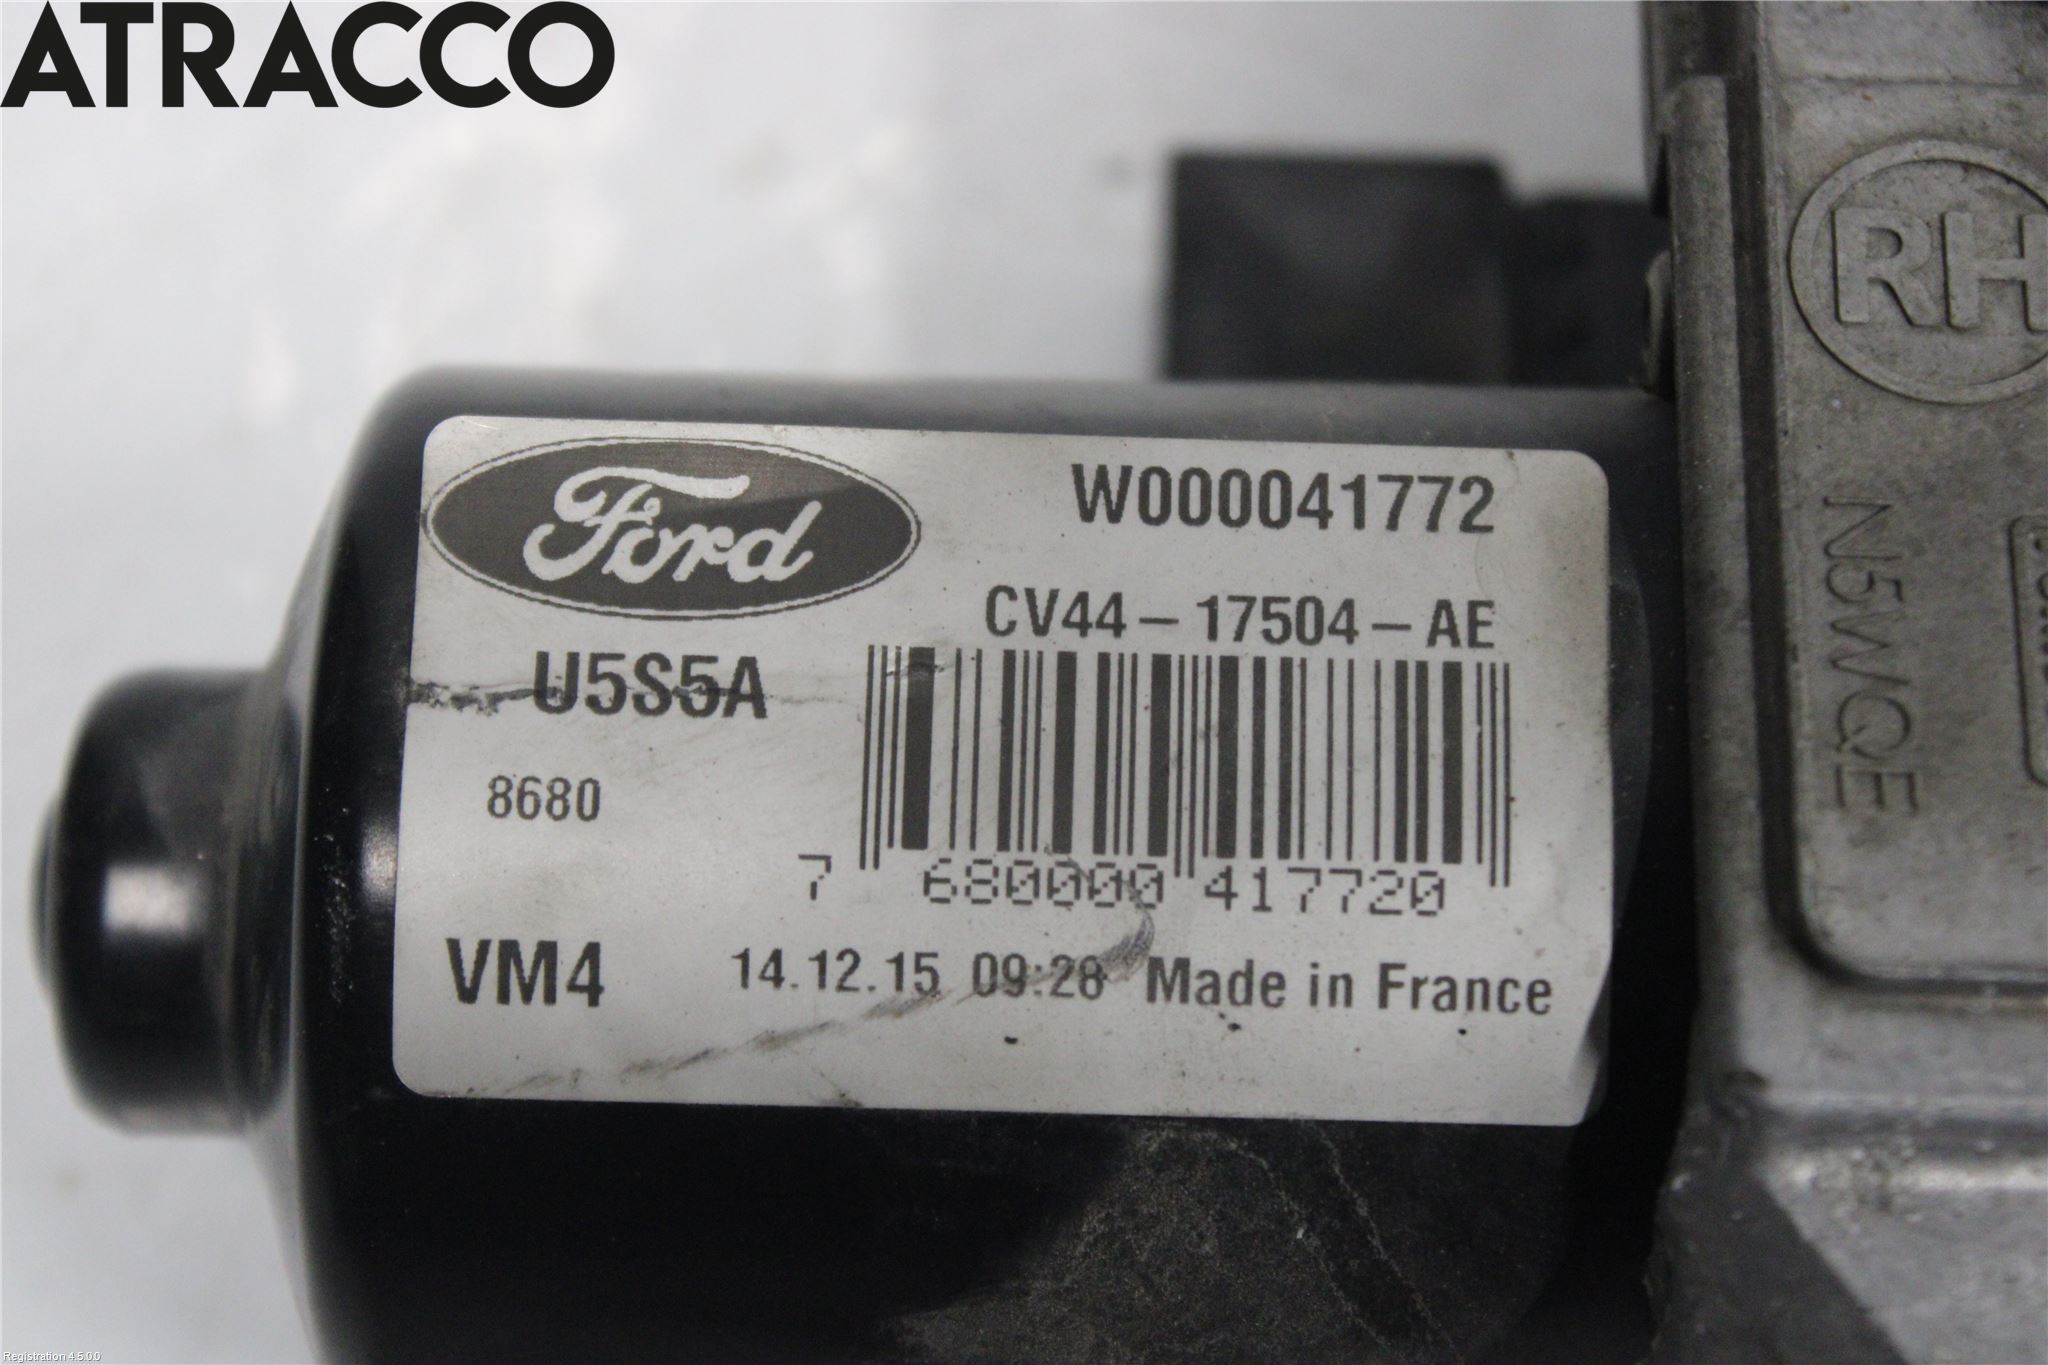 ATRACCO
RH
Ford
W000041772
CV44-17504-AE
U5S5A
8680
7 680000 417720
VM4 14.12.15 09:28 Made in France
N5WQE
Registration 4.5.0.0